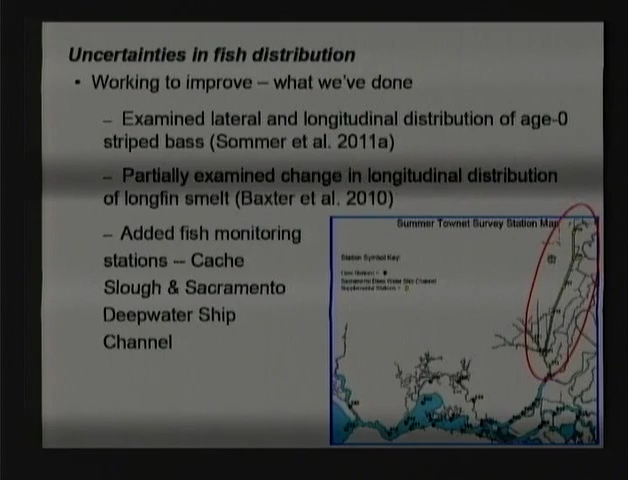 Uncertainties in fish distribution
• Working to improve – what we've done
– Examined lateral and longitudinal distribution of age-0
striped bass (Sommer et al. 2011a)
– Partially examined change in longitudinal distribution
of longfin smelt (Baxter et al. 2010)
– Added fish monitoring
stations – Cache
Slough & Sacramento
Deepwater Ship
Channel
Summer Townet Survey Station Map
Station Symbol Key: